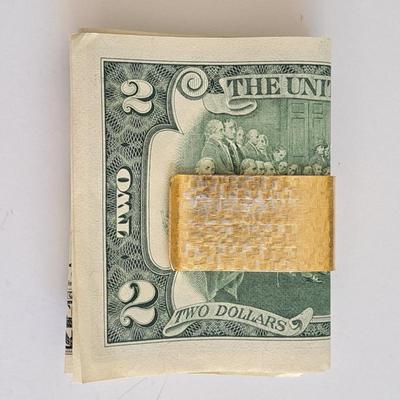 2
THE UNI
TWO
2
TWO DOLLARS